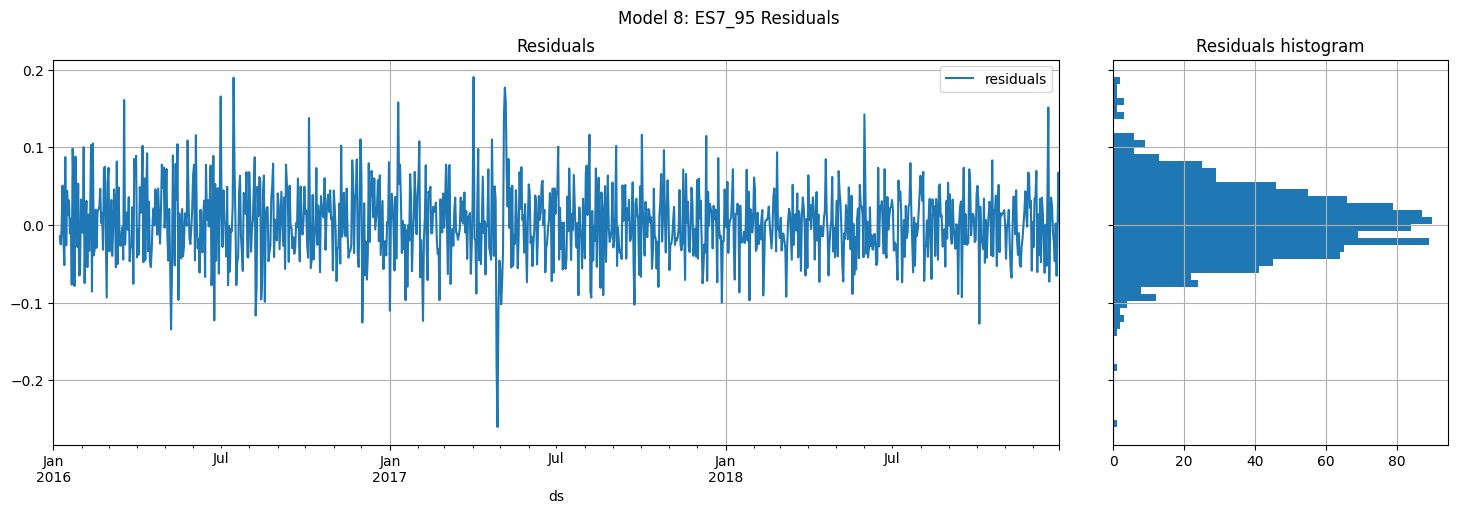 Model 8: ES7_95 Residuals
Residuals
Residuals histogram
residuals
0.2
0.1
0.0
−0.1
−0.2
Jan Jul Jan Jul Jan Jul
2016 2017 2018
ds
0 20 40 60 80